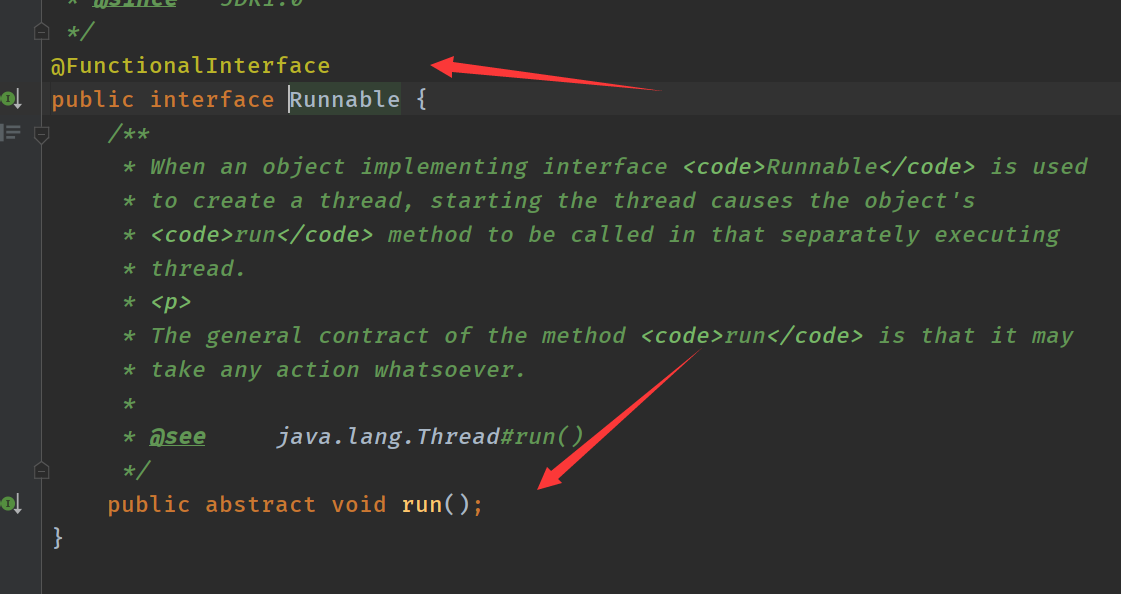 * @since JDK1.0
*/
@FunctionalInterface
public interface Runnable {
/**
* When an object implementing interface <code>Runnable</code> is used
* to create a thread, starting the thread causes the object's
* <code>run</code> method to be called in that separately executing
* thread.
* <p>
* The general contract of the method <code>run</code> is that it may
* take any action whatsoever.
*
* @see java.lang.Thread#run()
*/
public abstract void run();
}